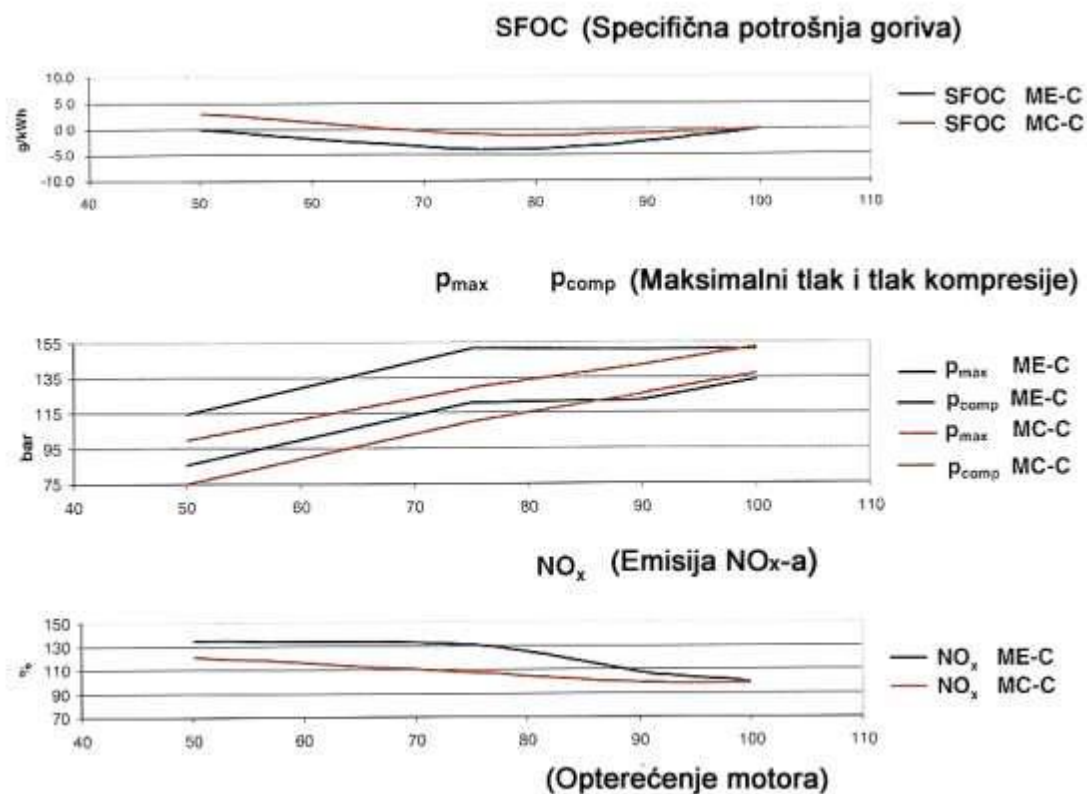 SFOC (Specifična potrošnja goriva)
10.0
5.0
0.0
-5.0
-10.0
g/kWh
40 50 60 70 80 90 100 110
SFOC ME-C
SFOC MC-C
pmax pcomp (Maksimalni tlak i tlak kompresije)
155
135
115
95
75
bar
40 50 60 70 80 90 100 110
pmax ME-C
pcomp ME-C
pmax MC-C
pcomp MC-C
NOx (Emisija NOx-a)
150
130
110
90
70
%
40 50 60 70 80 90 100 110
NOx ME-C
NOx MC-C
(Opterećenje motora)